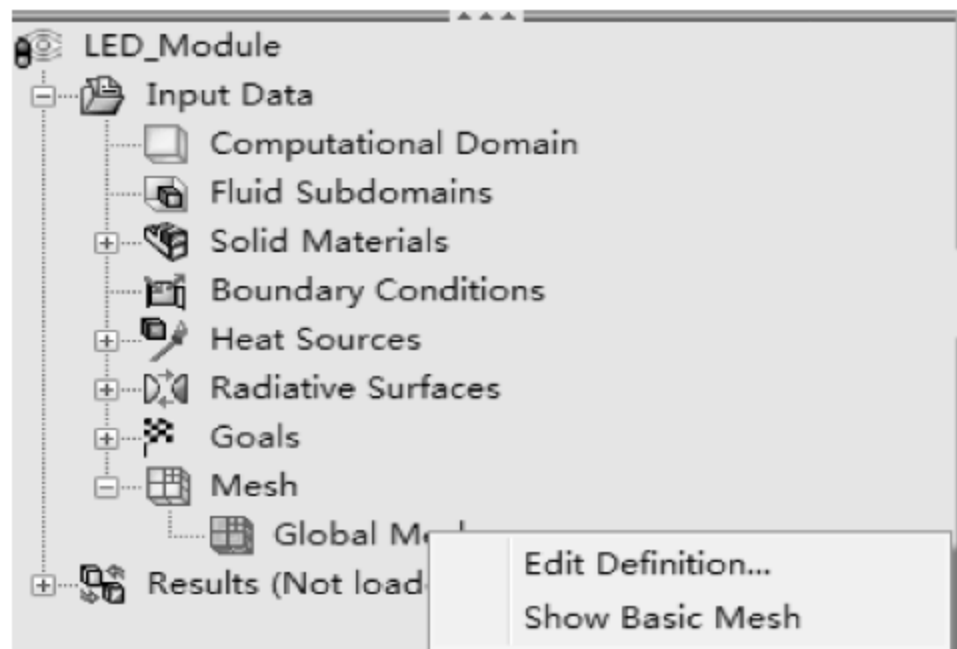 LED_Module
Input Data
Computational Domain
Fluid Subdomains
Solid Materials
Boundary Conditions
Heat Sources
Radiative Surfaces
Goals
Mesh
Global
Edit Definition...
Results (Not load
Show Basic Mesh